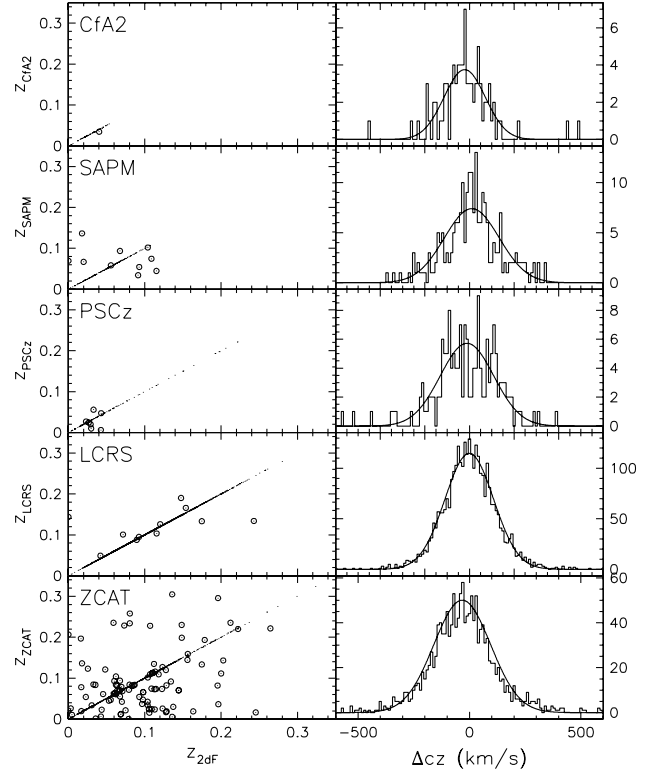 CfA2
0.3
0.2
0.1
0
Z_CfA2
6
4
2
0
SAPM
0.3
0.2
0.1
0
Z_SAPM
10
5
0
PSCz
0.3
0.2
0.1
0
Z_PSCz
8
6
4
2
0
LCRS
0.3
0.2
0.1
0
Z_LCRS
100
50
0
ZCAT
0.3
0.2
0.1
0
Z_ZCAT
60
40
20
0
0 0.1 0.2 0.3
Z_2dF
−500 0 500
Δcz (km/s)